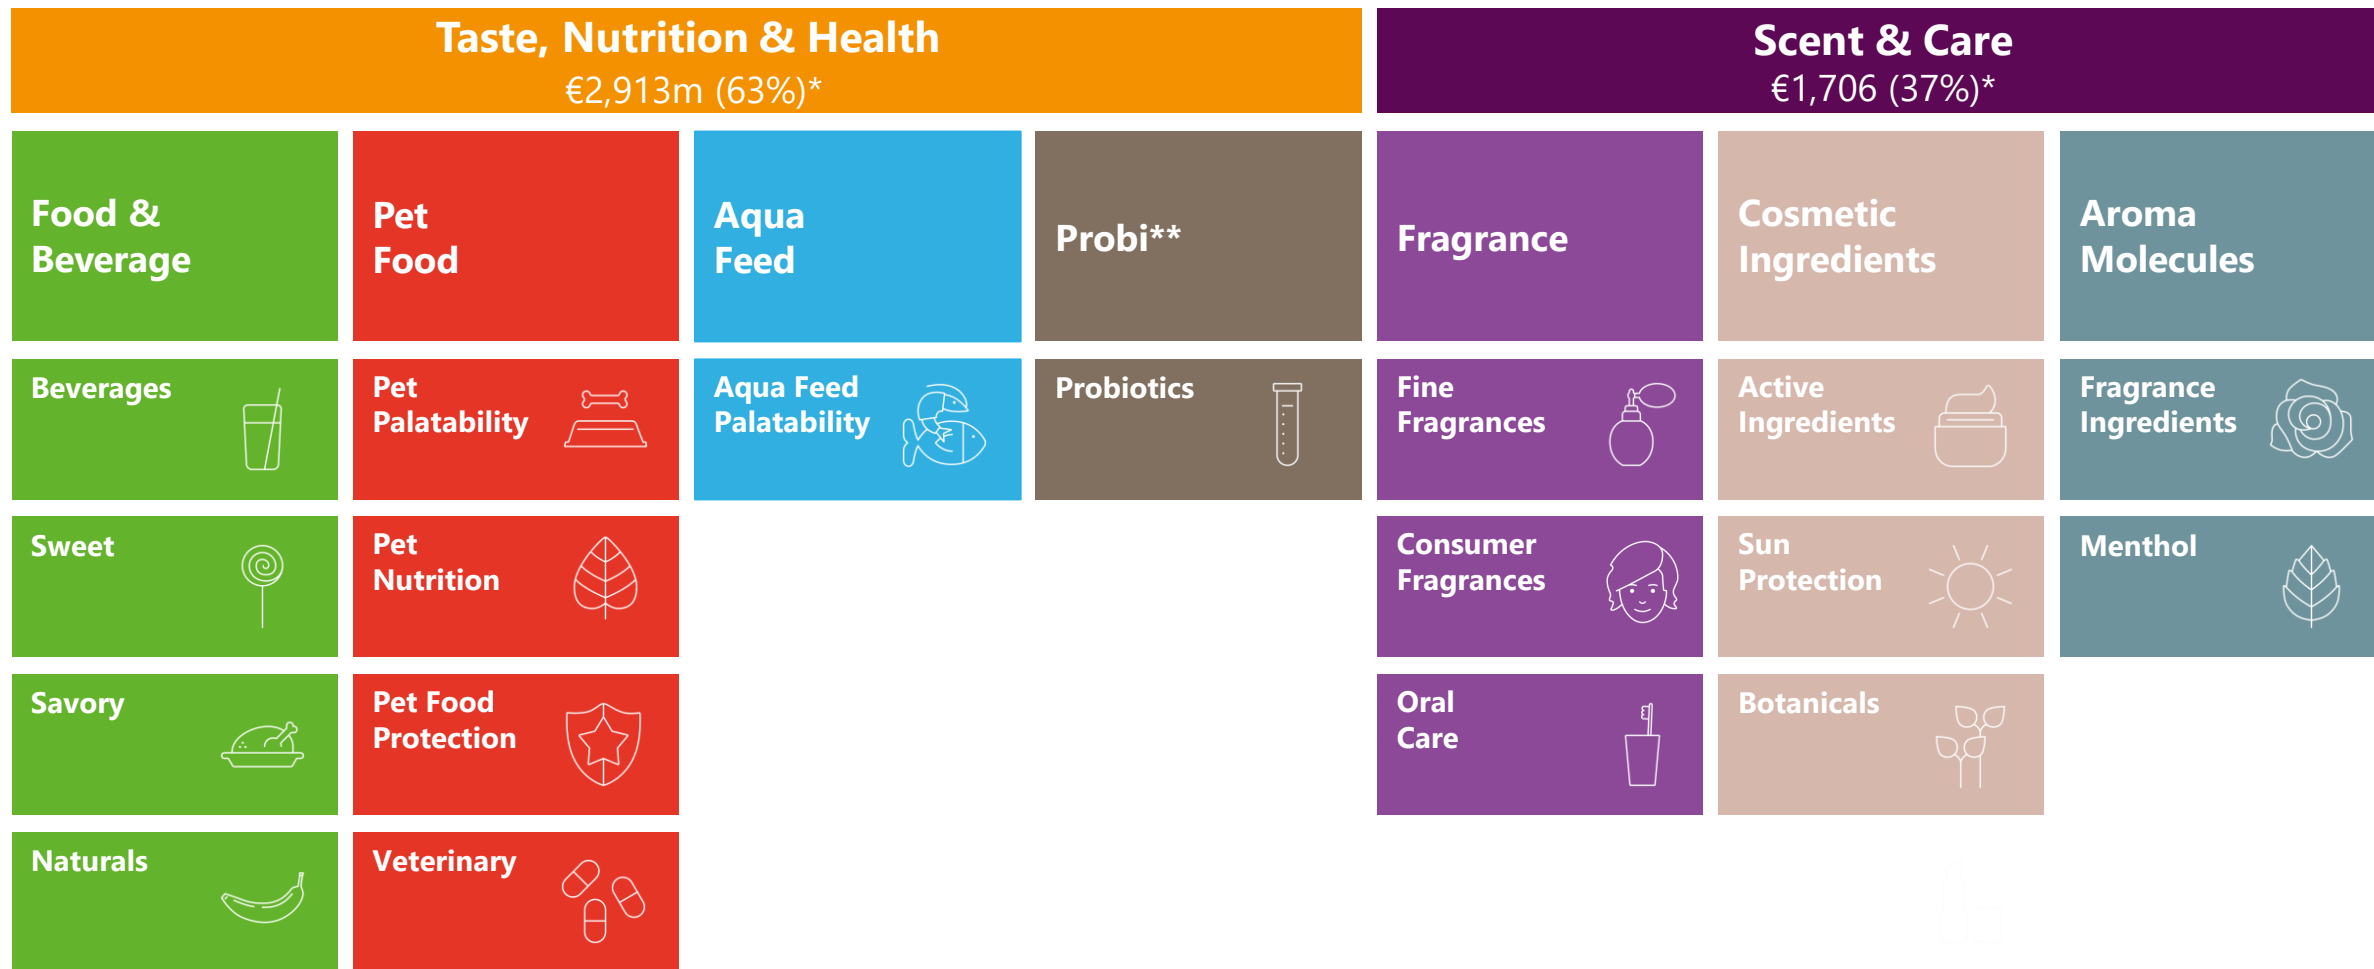 Taste, Nutrition & Health
€2,913m (63%)*
Scent & Care
€1,706 (37%)*
Food &
Beverage
Pet
Food
Aqua
Feed
Probi**
Fragrance
Cosmetic
Ingredients
Aroma
Molecules
Beverages
Pet
Palatability
Aqua Feed
Palatability
Probiotics
Fine
Fragrances
Active
Ingredients
Fragrance
Ingredients
Sweet
Pet
Nutrition
Consumer
Fragrances
Sun
Protection
Menthol
Savory
Pet Food
Protection
Oral
Care
Botanicals
Naturals
Veterinary